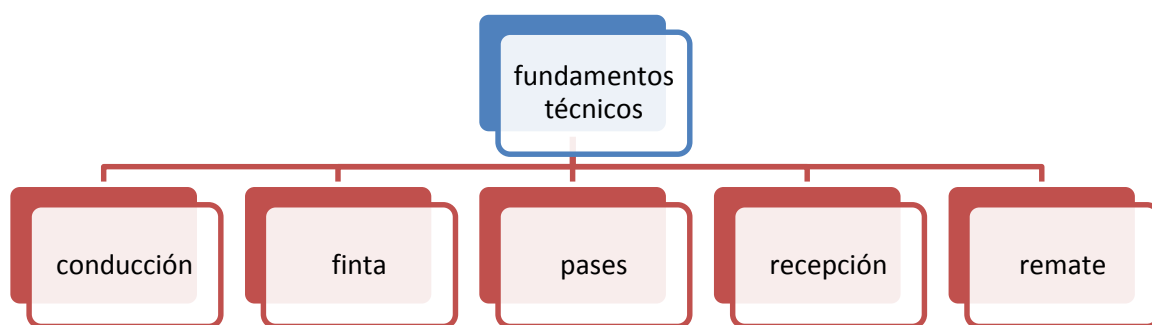 fundamentos
técnicos
conducción
finta
pases
recepción
remate